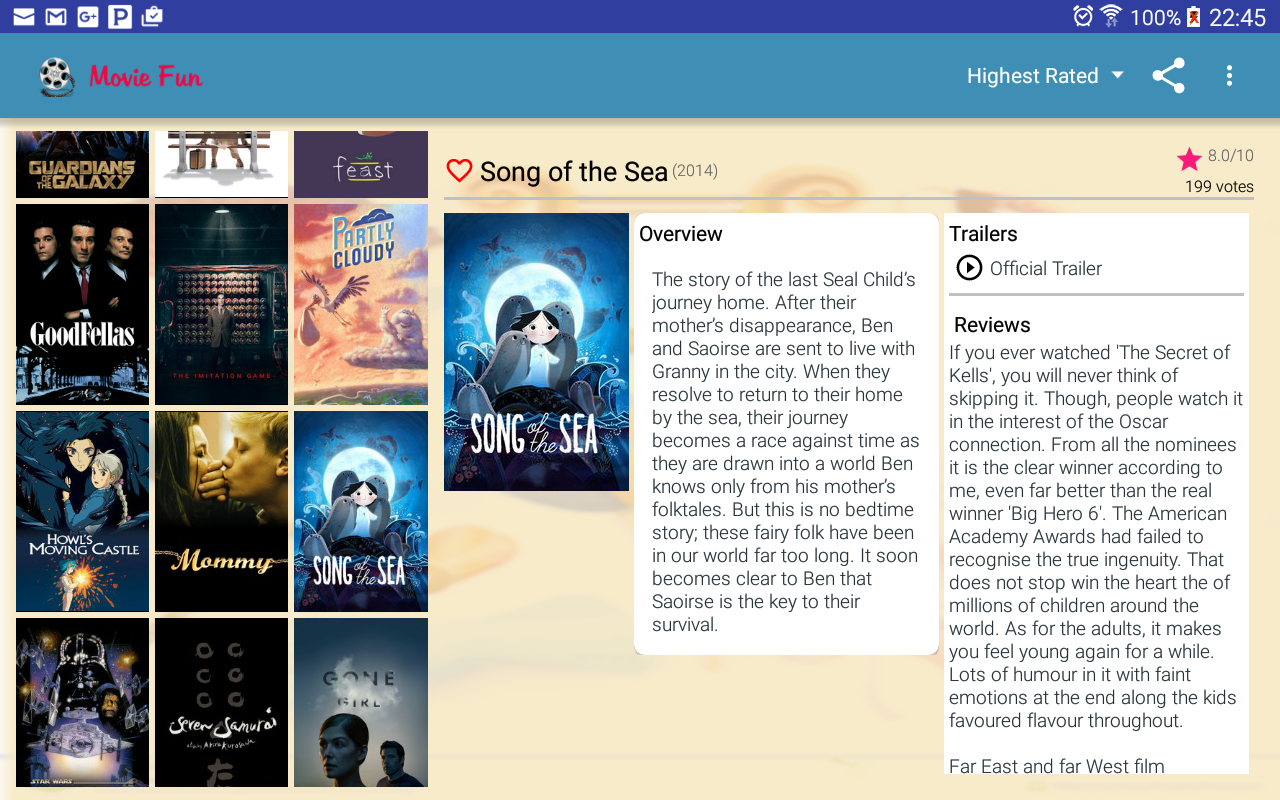 100% 22:45
Movie Fun
Highest Rated
GUARDIANS
OF THE GALAXY
feast
GOODFELLAS
THE IMITATION GAME
PARTLY
CLOUDY
HOWL'S
MOVING CASTLE
Mommy
SONG of the SEA
STAR WARS
Seven Samurai
GONE
GIRL
Song of the Sea (2014)
8.0/10
199 votes
SONG of the SEA
Overview
The story of the last Seal Child’s
journey home. After their
mother’s disappearance, Ben
and Saoirse are sent to live with
Granny in the city. When they
resolve to return to their home
by the sea, their journey
becomes a race against time as
they are drawn into a world Ben
knows only from his mother’s
folktales. But this is no bedtime
story; these fairy folk have been
in our world far too long. It soon
becomes clear to Ben that
Saoirse is the key to their
survival.
Trailers
Official Trailer
Reviews
If you ever watched 'The Secret of
Kells', you will never think of
skipping it. Though, people watch it
in the interest of the Oscar
connection. From all the nominees
it is the clear winner according to
me, even far better than the real
winner 'Big Hero 6'. The American
Academy Awards had failed to
recognise the true ingenuity. That
does not stop win the heart the of
millions of children around the
world. As for the adults, it makes
you feel young again for a while.
Lots of humour in it with faint
emotions at the end along the kids
favoured flavour throughout.
Far East and far West film